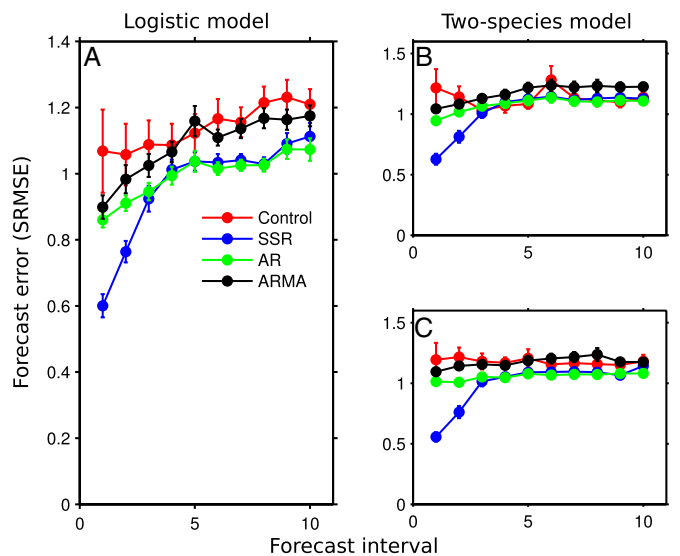 Logistic model
Two-species model
Forecast error (SRMSE)
A
1.4
1.2
1
0.8
0.6
0.4
0.2
0
0
5
10
Control
SSR
AR
ARMA
B
1.5
1
0.5
0
0
5
10
C
1.5
1
0.5
0
0
5
10
Forecast interval